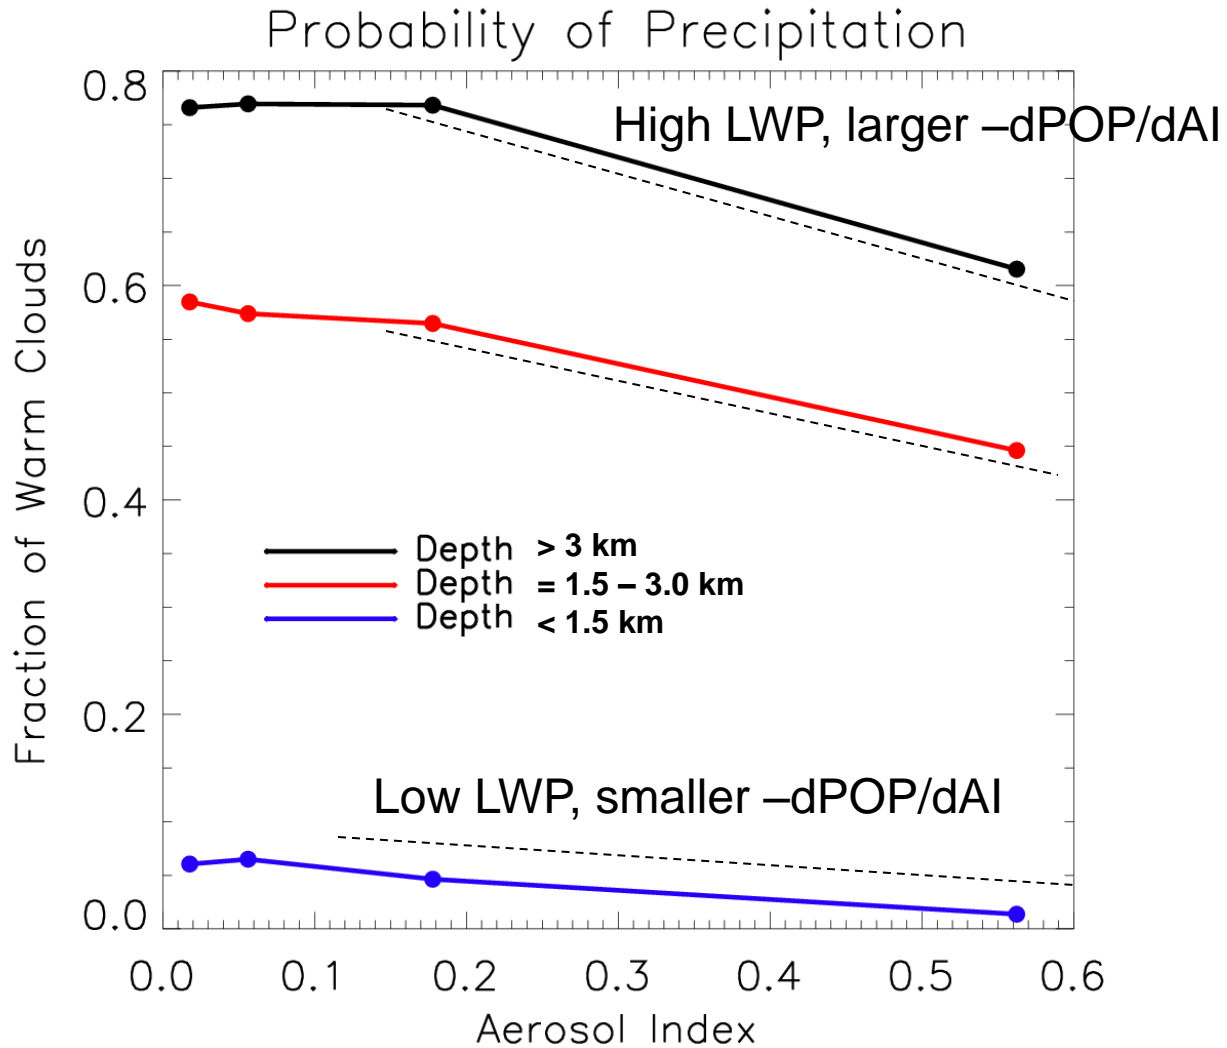 Probability of Precipitation
0.8
High LWP, larger –dPOP/dAI
0.6
Fraction of Warm Clouds
0.4
Depth > 3 km
Depth = 1.5 – 3.0 km
Depth < 1.5 km
0.2
Low LWP, smaller –dPOP/dAI
0.0
0.0 0.1 0.2 0.3 0.4 0.5 0.6
Aerosol Index